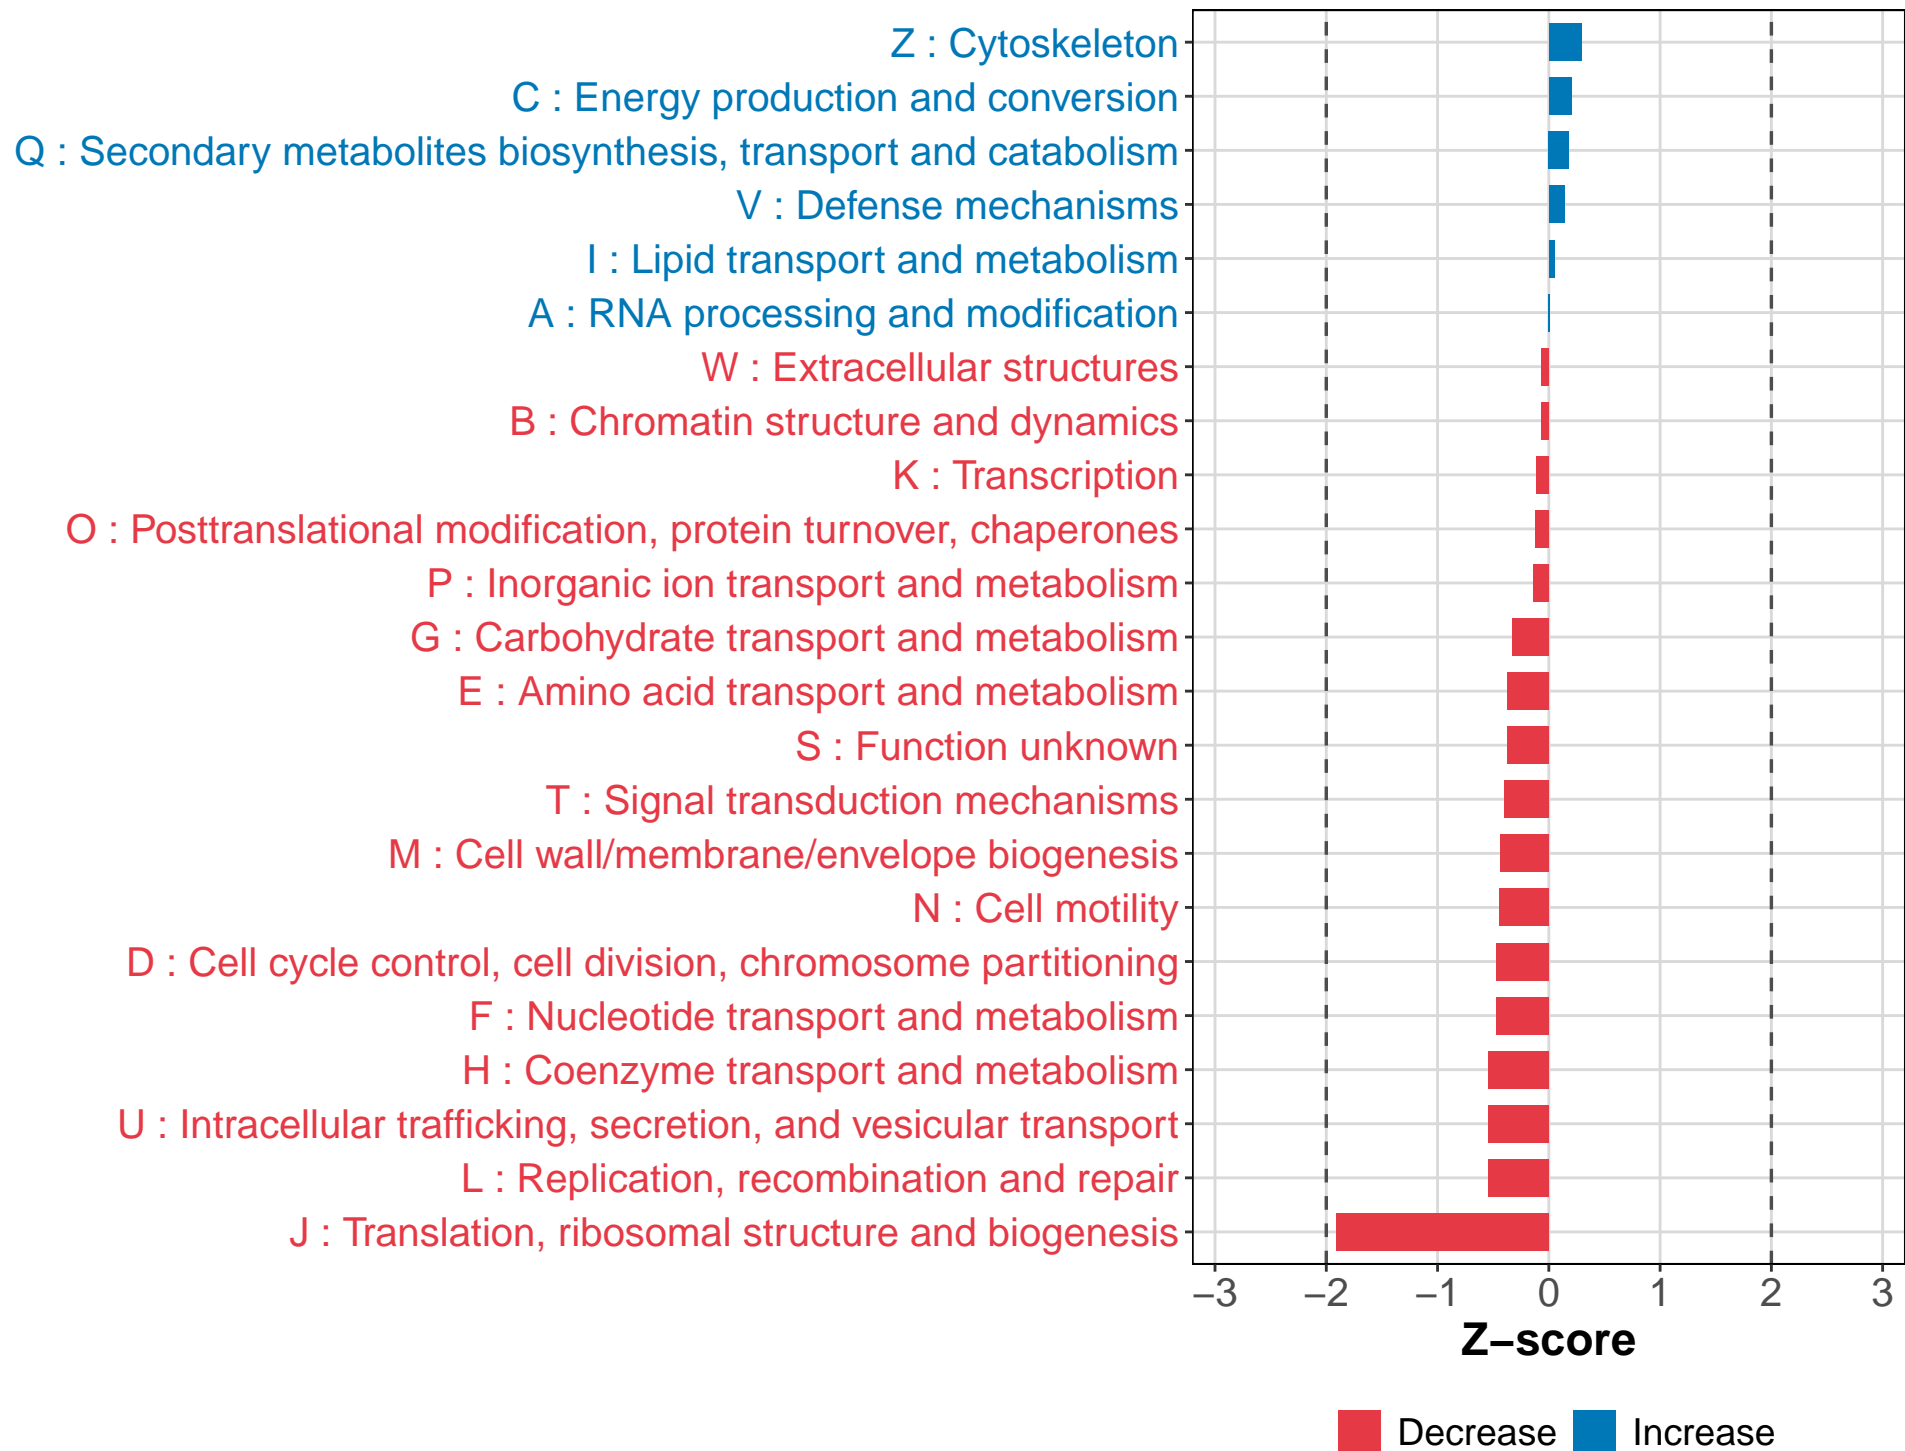 Z : Cytoskeleton
C : Energy production and conversion
Q : Secondary metabolites biosynthesis, transport and catabolism
V : Defense mechanisms
I : Lipid transport and metabolism
A : RNA processing and modification
W : Extracellular structures
B : Chromatin structure and dynamics
K : Transcription
O : Posttranslational modification, protein turnover, chaperones
P : Inorganic ion transport and metabolism
G : Carbohydrate transport and metabolism
E : Amino acid transport and metabolism
S : Function unknown
T : Signal transduction mechanisms
M : Cell wall/membrane/envelope biogenesis
N : Cell motility
D : Cell cycle control, cell division, chromosome partitioning
F : Nucleotide transport and metabolism
H : Coenzyme transport and metabolism
U : Intracellular trafficking, secretion, and vesicular transport
L : Replication, recombination and repair
J : Translation, ribosomal structure and biogenesis
−3 −2 −1 0 1 2 3
Z−score
Decrease Increase